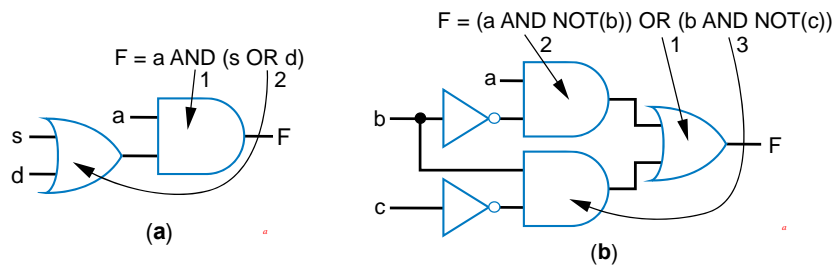 F = a AND (s OR d)
1
2
a
s
d
F
(a)
a
F = (a AND NOT(b)) OR (b AND NOT(c))
2
1
3
a
b
c
F
(b)
a